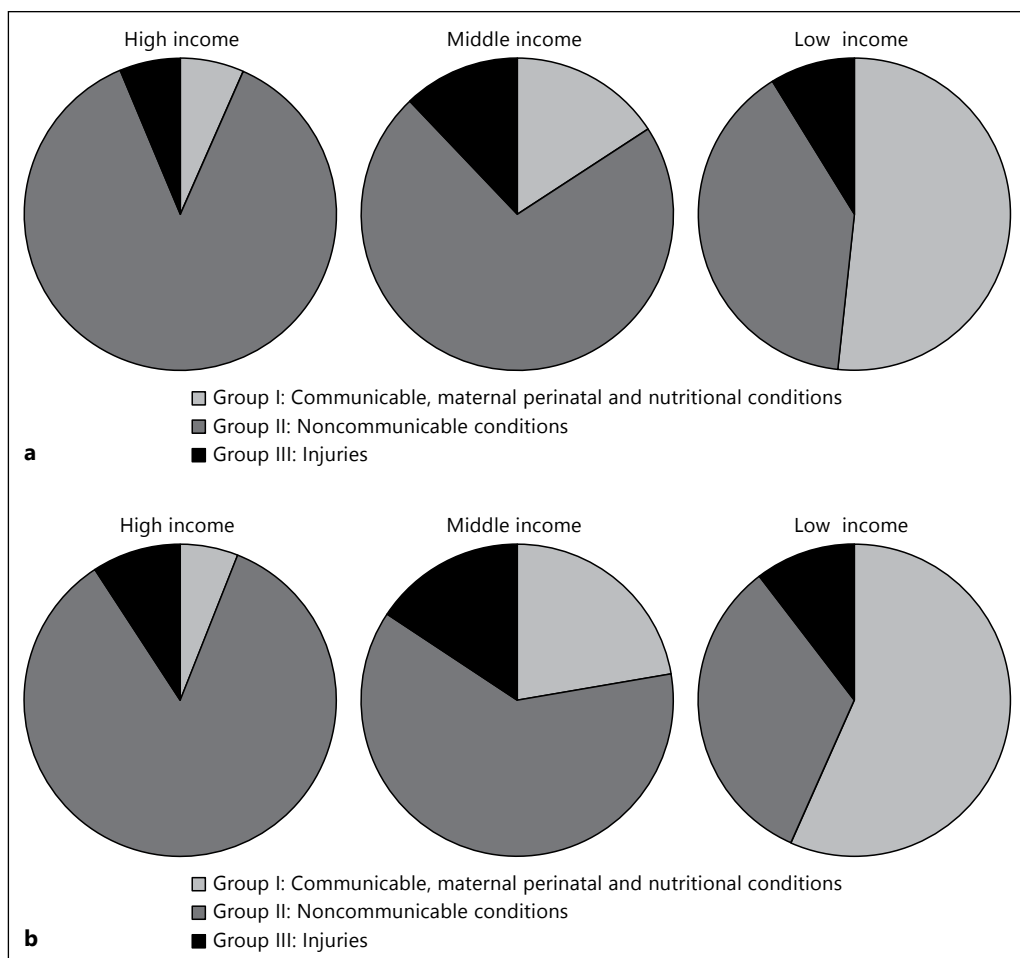 High income
Middle income
Low income
Group I: Communicable, maternal perinatal and nutritional conditions
Group II: Noncommunicable conditions
a
Group III: Injuries
High income
Middle income
Low income
Group I: Communicable, maternal perinatal and nutritional conditions
Group II: Noncommunicable conditions
b
Group III: Injuries